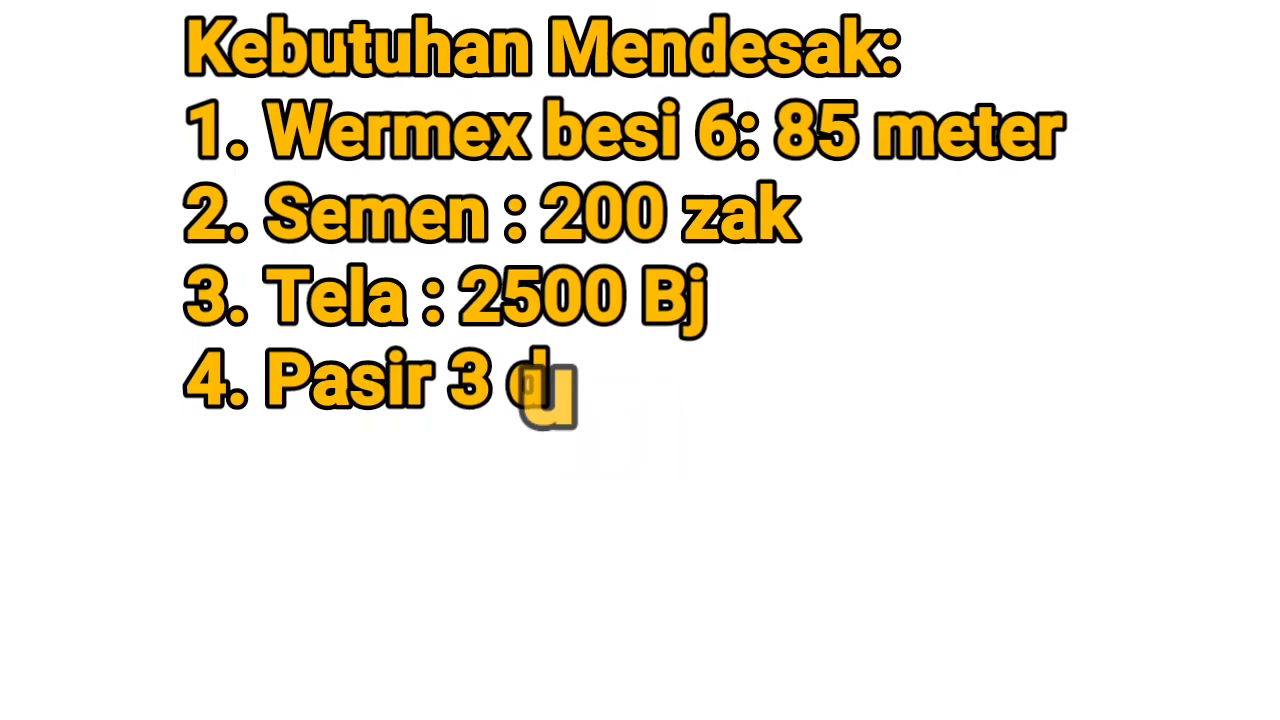 Kebutuhan Mendesak:
1. Wermex besi 6: 85 meter
2. Semen : 200 zak
3. Tela : 2500 Bj
4. Pasir 3 du